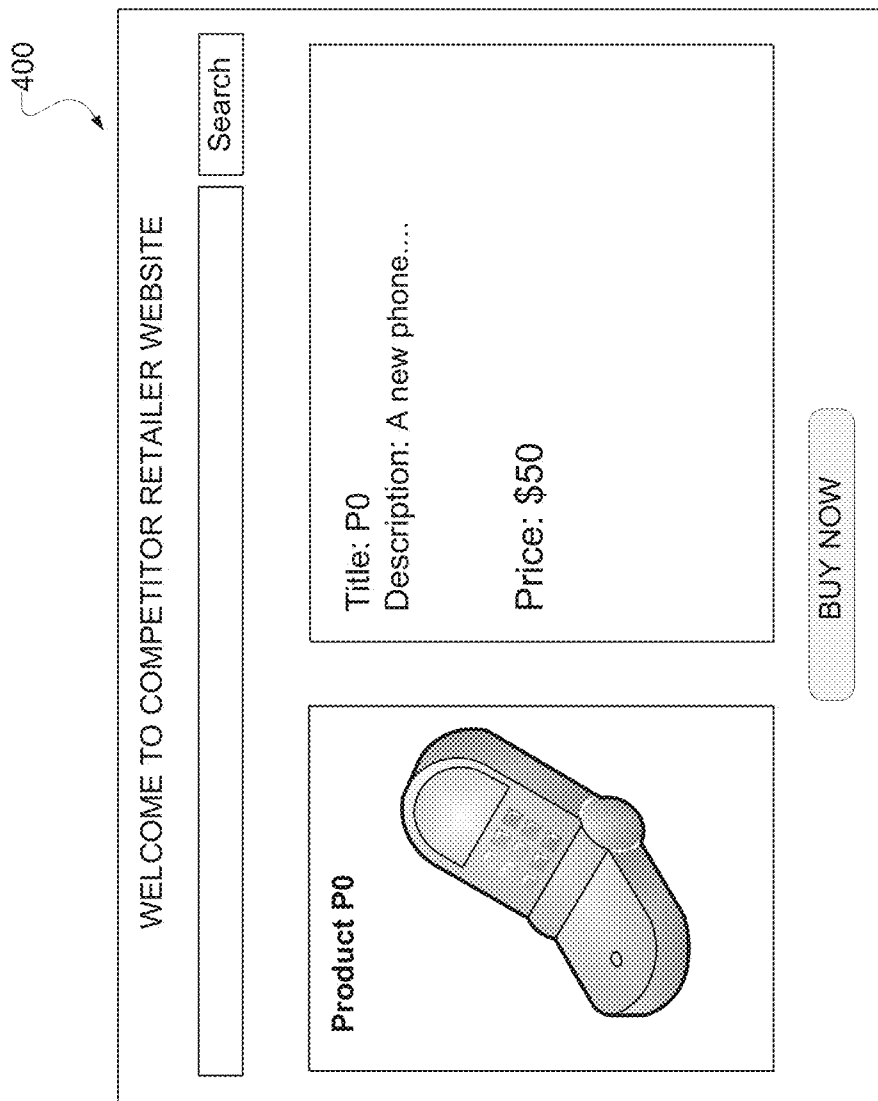 400
WELCOME TO COMPETITOR RETAILER WEBSITE
Search
Product P0
Title: P0
Description: A new phone....
Price: $50
BUY NOW